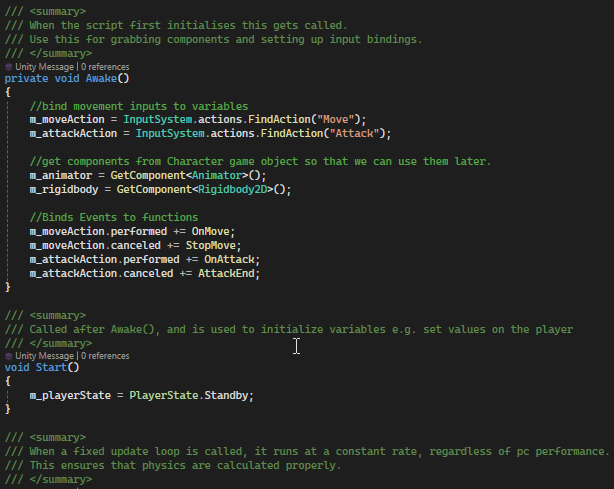 /// <summary>
/// When the script first initialises this gets called.
/// Use this for grabbing components and setting up input bindings.
/// </summary>
Unity Message | 0 references
private void Awake()
{
//bind movement inputs to variables
m_moveAction = InputSystem.actions.FindAction("Move");
m_attackAction = InputSystem.actions.FindAction("Attack");
//get components from Character game object so that we can use them later.
m_animator = GetComponent<Animator>();
m_rigidbody = GetComponent<Rigidbody2D>();
//Binds Events to functions
m_moveAction.performed += OnMove;
m_moveAction.canceled += StopMove;
m_attackAction.performed += OnAttack;
m_attackAction.canceled += AttackEnd;
}
/// <summary>
/// Called after Awake(), and is used to initialize variables e.g. set values on the player
/// </summary>
Unity Message | 0 references
void Start()
{
m_playerState = PlayerState.Standby;
}
/// <summary>
/// When a fixed update loop is called, it runs at a constant rate, regardless of pc performance.
/// This ensures that physics are calculated properly.
/// </summary>